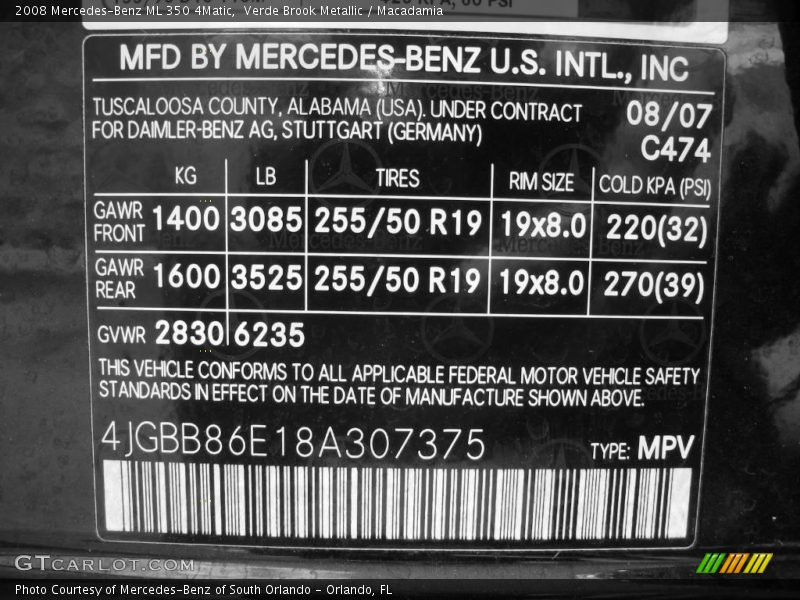 2008 Mercedes-Benz ML 350 4Matic,  Verde Brook Metallic / Macadamia
MFD BY MERCEDES-BENZ U.S. INTL., INC
TUSCALOOSA COUNTY, ALABAMA (USA). UNDER CONTRACT 08/07
FOR DAIMLER-BENZ AG, STUTTGART (GERMANY) C474
KG LB TIRES RIM SIZE COLD KPA (PSI)
GAWR FRONT 1400 3085 255/50 R19 19x8.0 220(32)
GAWR REAR 1600 3525 255/50 R19 19x8.0 270(39)
GVWR 2830 6235
THIS VEHICLE CONFORMS TO ALL APPLICABLE FEDERAL MOTOR VEHICLE SAFETY
STANDARDS IN EFFECT ON THE DATE OF MANUFACTURE SHOWN ABOVE.
4JGBB86E18A307375 TYPE: MPV
GTCARLOT.COM
Photo Courtesy of Mercedes-Benz of South Orlando - Orlando, FL